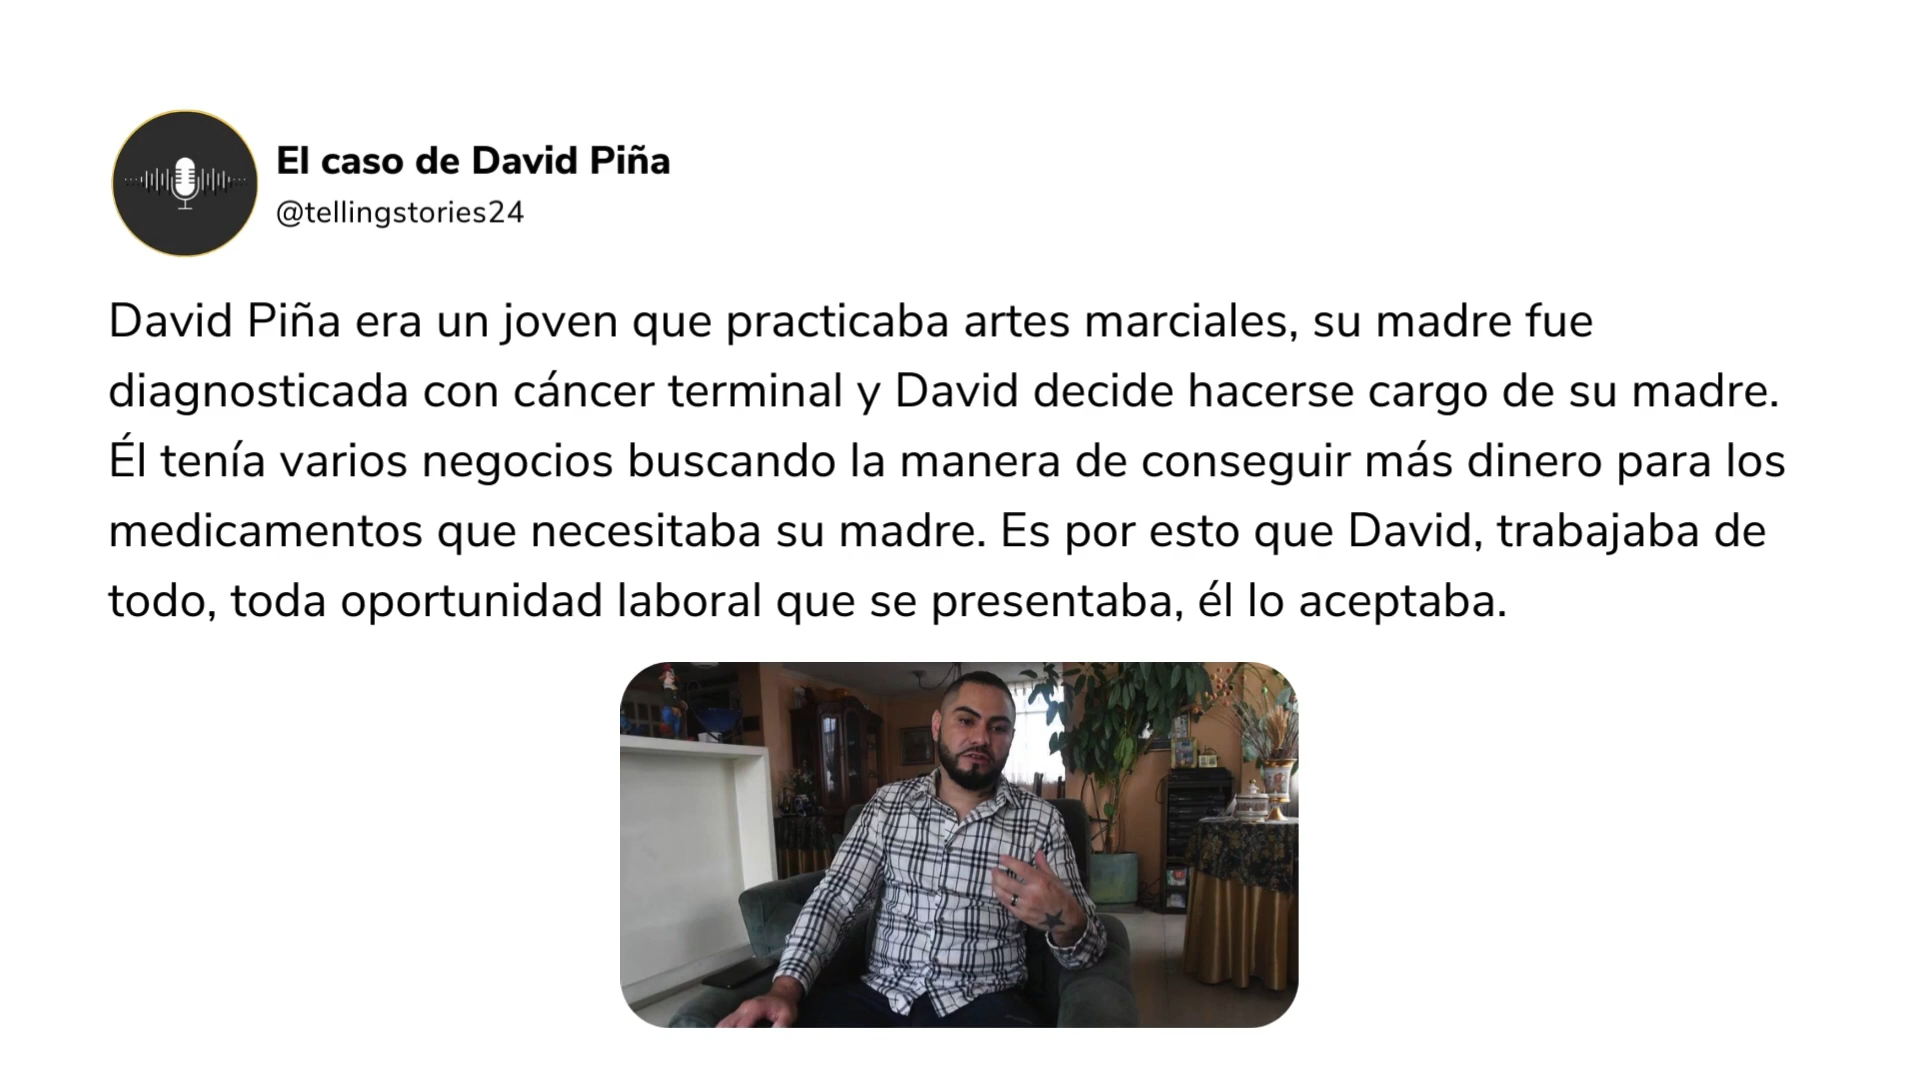 El caso de David Piña
@tellingstories24
David Piña era un joven que practicaba artes marciales, su madre fue
diagnosticada con cáncer terminal y David decide hacerse cargo de su madre.
Él tenía varios negocios buscando la manera de conseguir más dinero para los
medicamentos que necesitaba su madre. Es por esto que David, trabajaba de
todo, toda oportunidad laboral que se presentaba, él lo aceptaba.